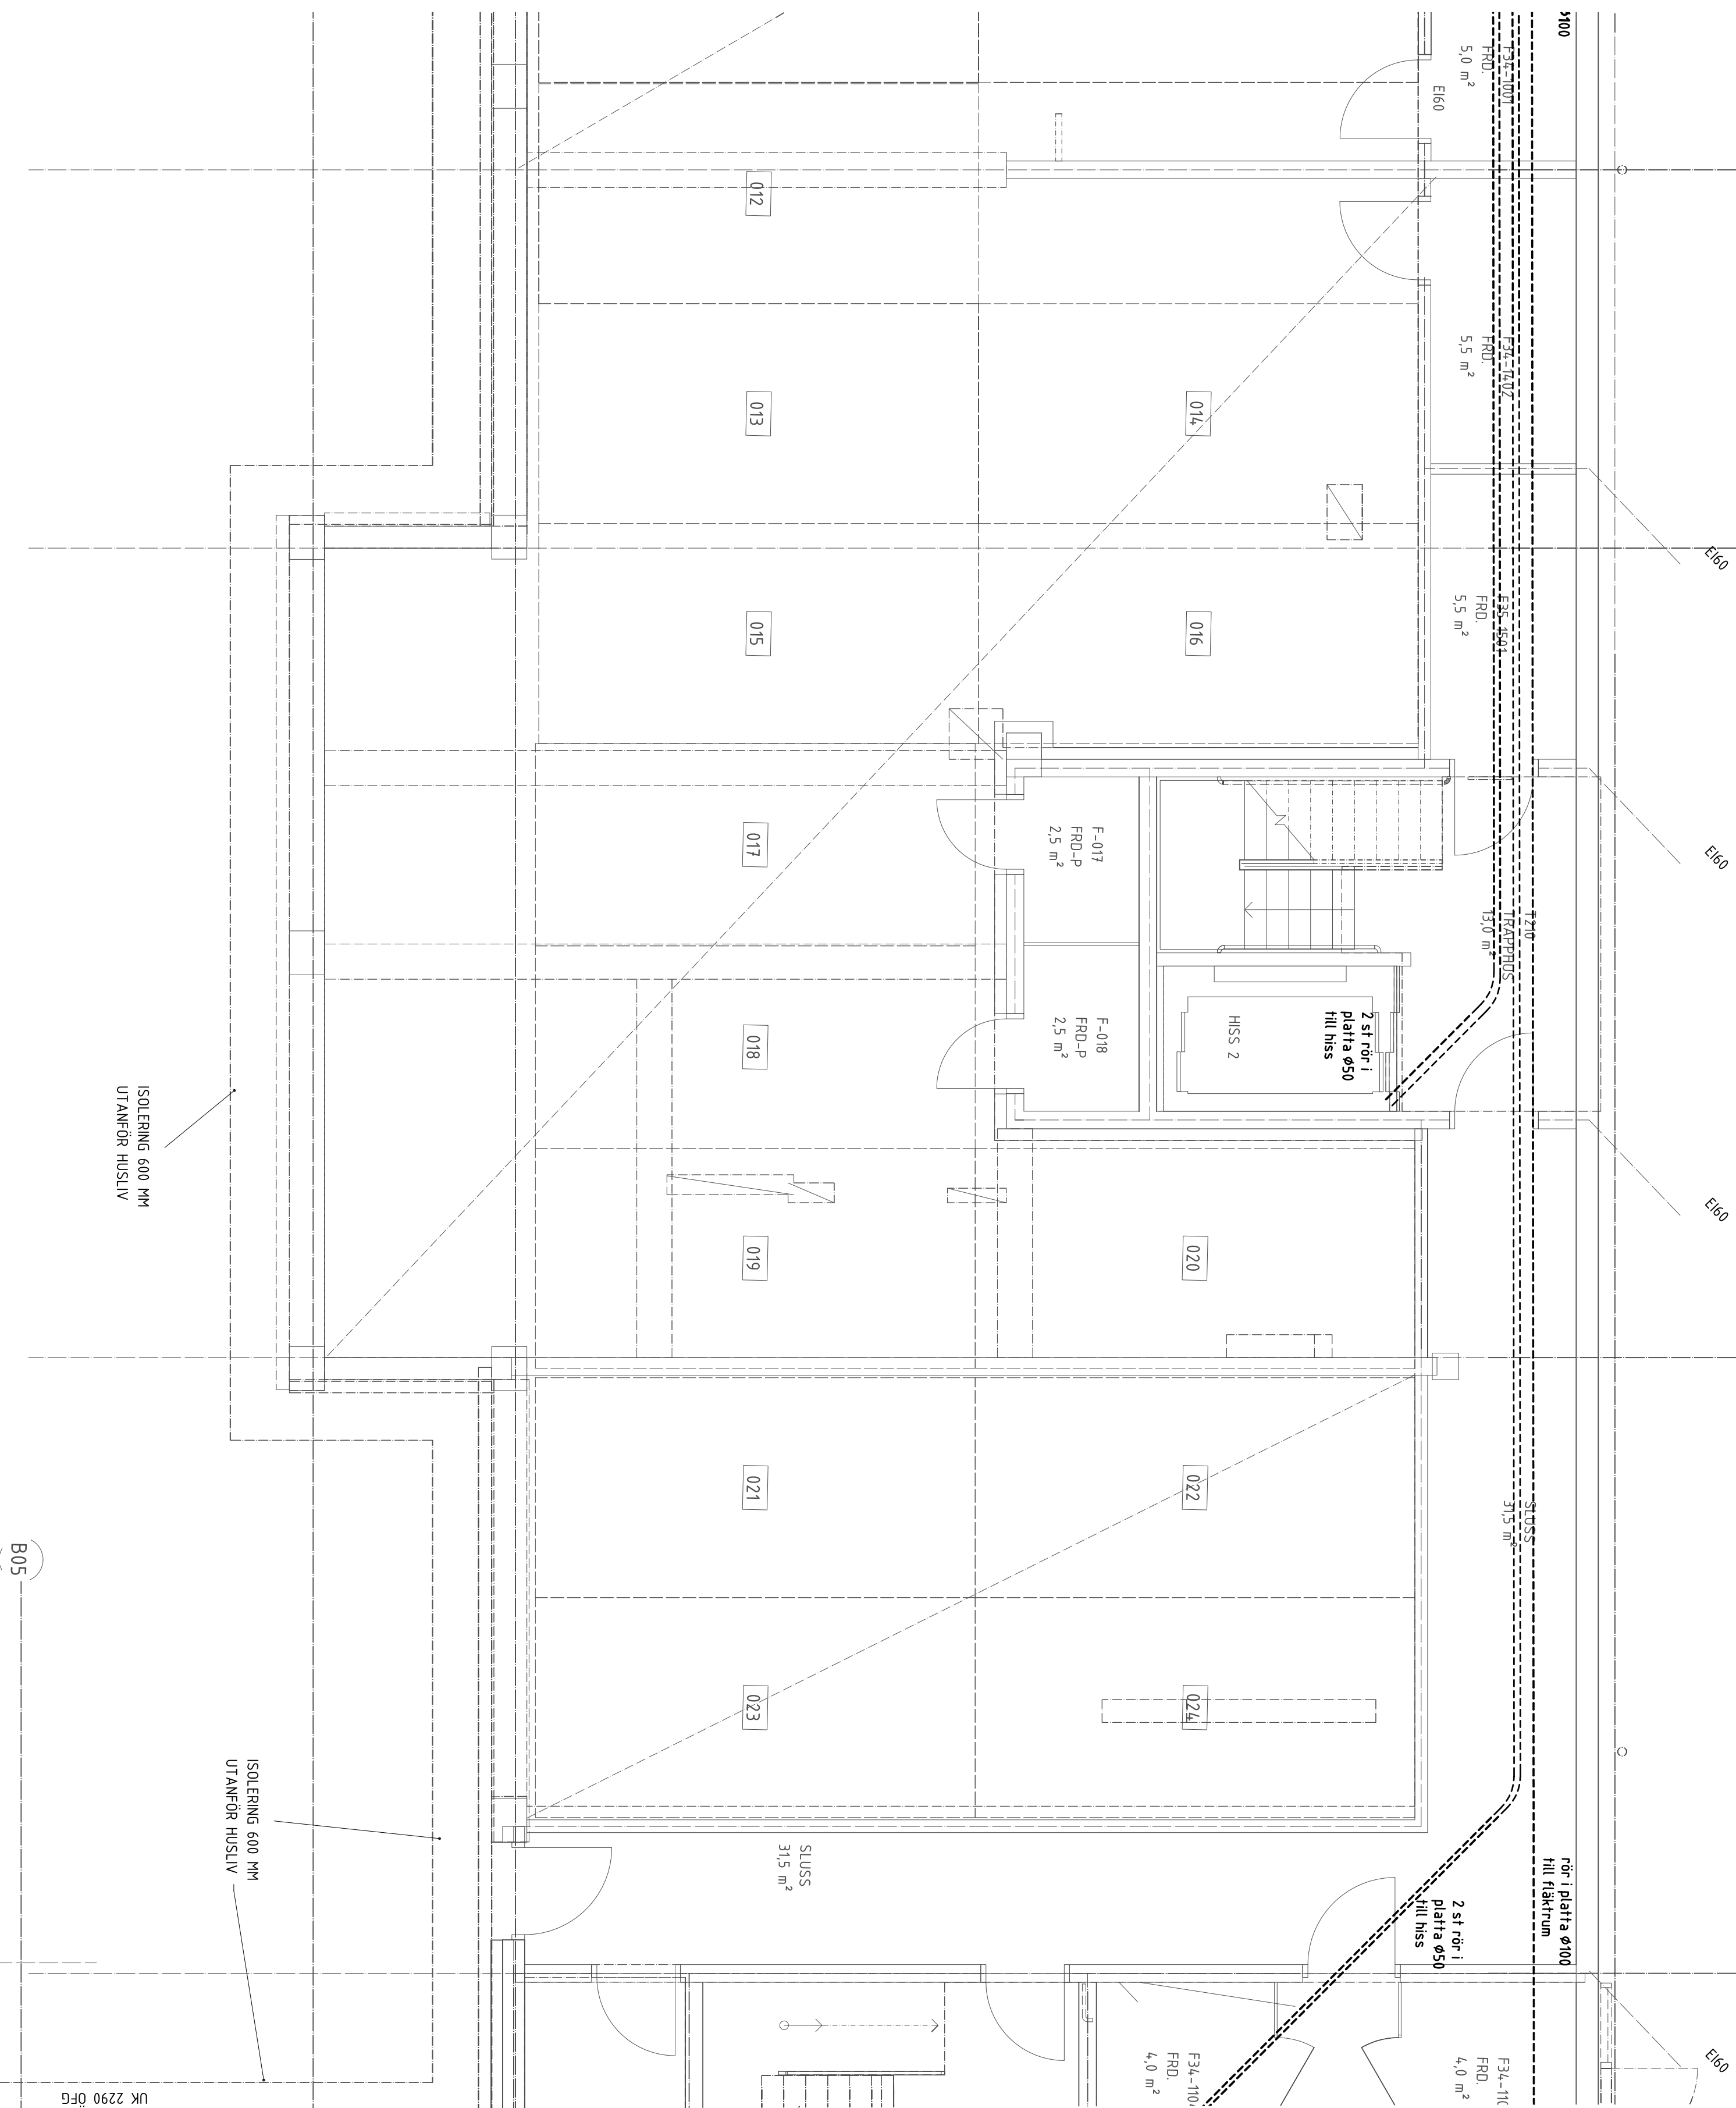 F34-1001
FRD.
5,0 m²
EI60
012
F34-1402
FRD.
5,5 m²
013
014
EI60
F35-1501
FRD.
5,5 m²
015
016
EI60
017
F-017
FRD-P
2,5 m²
T210
TRAPPHUS
13,0 m²
018
F-018
FRD-P
2,5 m²
HISS 2
2 st rör i
platta Ø50
till hiss
EI60
ISOLERING 600 MM
UTANFÖR HUSLIV
019
020
021
022
SLUSS
31,5 m²
B05
023
024
ISOLERING 600 MM
UTANFÖR HUSLIV
SLUSS
31,5 m²
rör i platta Ø100
till fläktrum
2 st rör i
platta Ø50
till hiss
EI60
F34-1104
FRD.
4,0 m²
F34-110
FRD.
4,0 m²
UK 2290 ÖFG